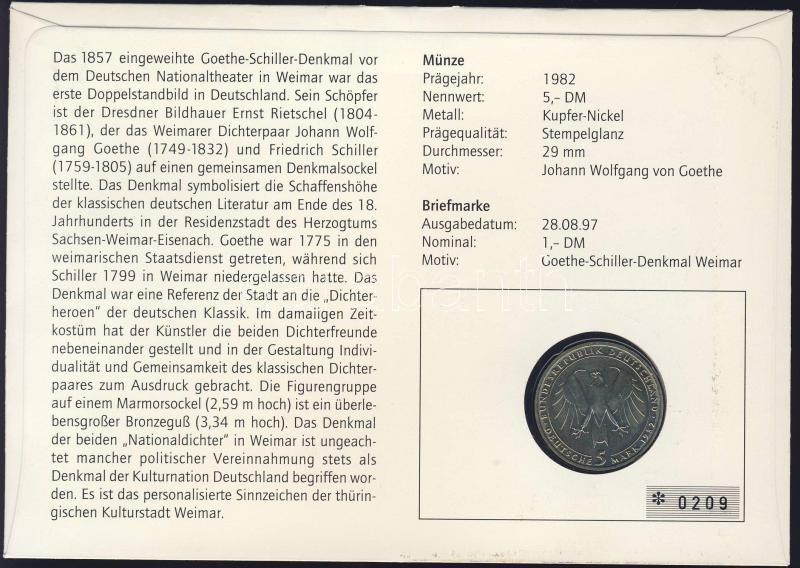 Das 1857 eingeweihte Goethe-Schiller-Denkmal vor
dem Deutschen Nationaltheater in Weimar war das
erste Doppelstandbild in Deutschland. Sein Schöpfer
ist der Dresdner Bildhauer Ernst Rietschel (1804-
1861), der das Weimarer Dichterpaar Johann Wolf-
gang Goethe (1749-1832) und Friedrich Schiller
(1759-1805) auf einen gemeinsamen Denkmalsockel
stellte. Das Denkmal symbolisiert die Schaffenshöhe
der klassischen deutschen Literatur am Ende des 18.
Jahrhunderts in der Residenzstadt des Herzogtums
Sachsen-Weimar-Eisenach. Goethe war 1775 in den
weimarischen Staatsdienst getreten, während sich
Schiller 1799 in Weimar niedergelassen hatte. Das
Denkmal war eine Referenz der Stadt an die „Dichter-
heroen" der deutschen Klassik. Im damaiigen Zeit-
kostüm hat der Künstler die beiden Dichterfreunde
nebeneinander gestellt und in der Gestaltung Indivi-
dualität und Gemeinsamkeit des klassischen Dichter-
paares zum Ausdruck gebracht. Die Figurengruppe
auf einem Marmorsockel (2,59 m hoch) ist ein überle-
bensgroßer Bronzeguß (3,34 m hoch). Das Denkmal
der beiden „Nationaldichter" in Weimar ist ungeach-
tet mancher politischer Vereinnahmung stets als
Denkmal der Kulturnation Deutschland begriffen wor-
den. Es ist das personalisierte Sinnzeichen der thürin-
gischen Kulturstadt Weimar.
Münze
Prägejahr: 1982
Nennwert: 5,- DM
Metall: Kupfer-Nickel
Prägequalität: Stempelglanz
Durchmesser: 29 mm
Motiv: Johann Wolfgang von Goethe
Briefmarke
Ausgabedatum: 28.08.97
Nominal: 1,- DM
Motiv: Goethe-Schiller-Denkmal Weimar
BUNDESREPUBLIK DEUTSCHLAND
DEUTSCHE 5 MARK 1982
* 0209